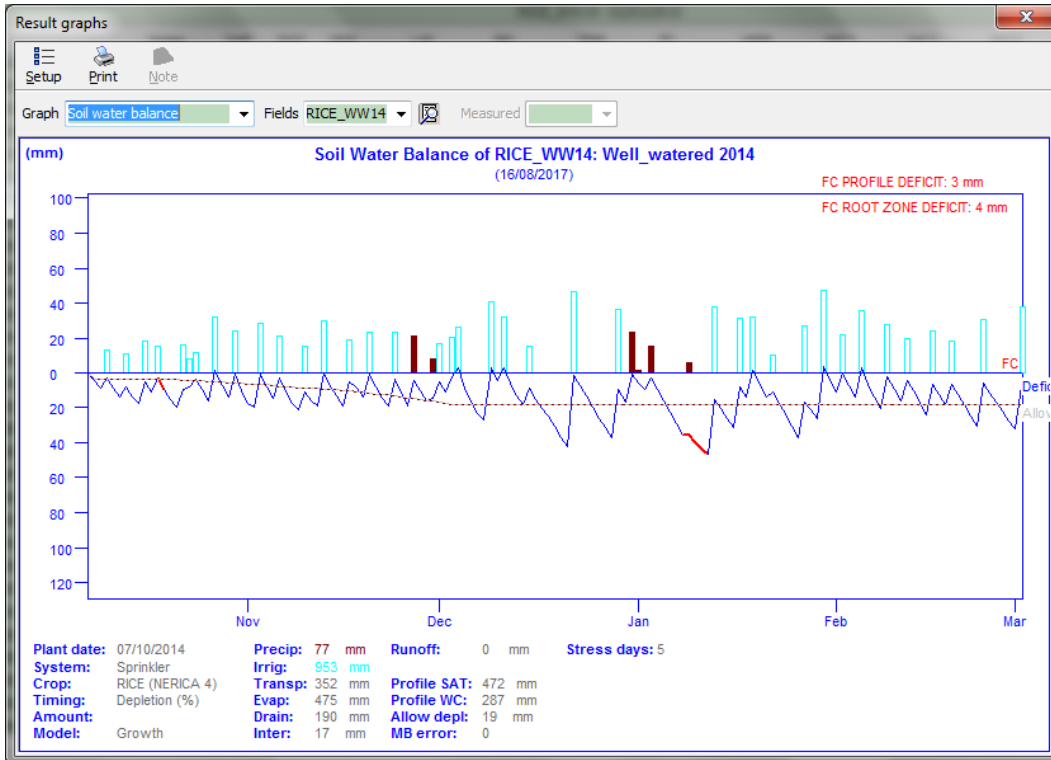 Result graphs
Setup Print Note
Graph Soil water balance Fields RICE_WW14 Measured
(mm) Soil Water Balance of RICE_WW14: Well_watered 2014
(16/08/2017)
FC PROFILE DEFICIT: 3 mm
FC ROOT ZONE DEFICIT: 4 mm
100
80
60
40
20
0
FC
20
Defic
40
Allow
60
80
100
120
Nov Dec Jan Feb Mar
Plant date: 07/10/2014 Precip: 77 mm Runoff: 0 mm Stress days: 5
System: Sprinkler Irrig: 953 mm
Crop: RICE (NERICA 4) Transp: 352 mm Profile SAT: 472 mm
Timing: Depletion (%) Evap: 475 mm Profile WC: 287 mm
Amount: Drain: 190 mm Allow depl: 19 mm
Model: Growth Inter: 17 mm MB error: 0